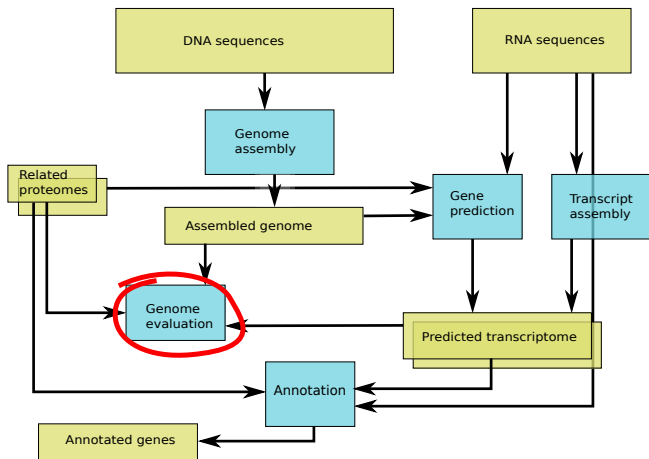 DNA sequences
RNA sequences
Genome
assembly
Related
proteomes
Gene
prediction
Transcript
assembly
Assembled genome
Genome
evaluation
Predicted transcriptome
Annotation
Annotated genes